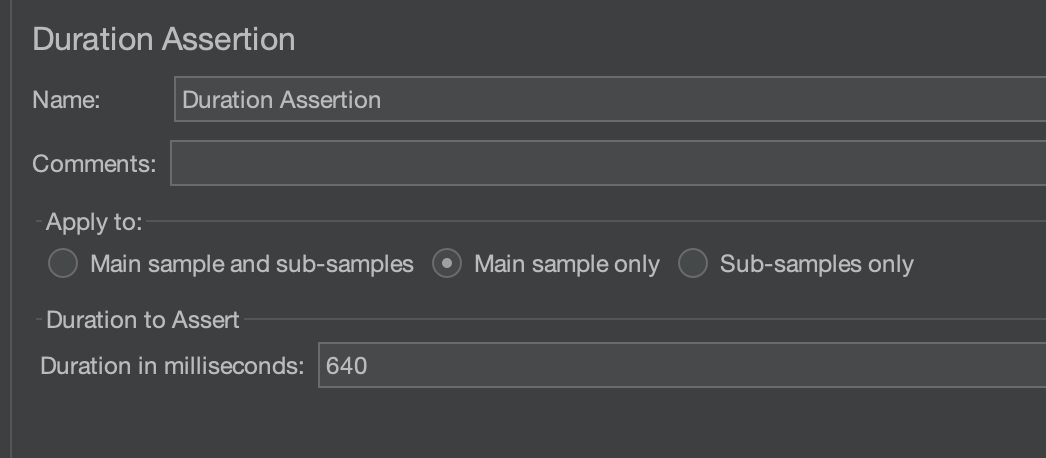 Duration Assertion
Name: Duration Assertion
Comments:
Apply to:
Main sample and sub-samples Main sample only Sub-samples only
Duration to Assert
Duration in milliseconds: 640